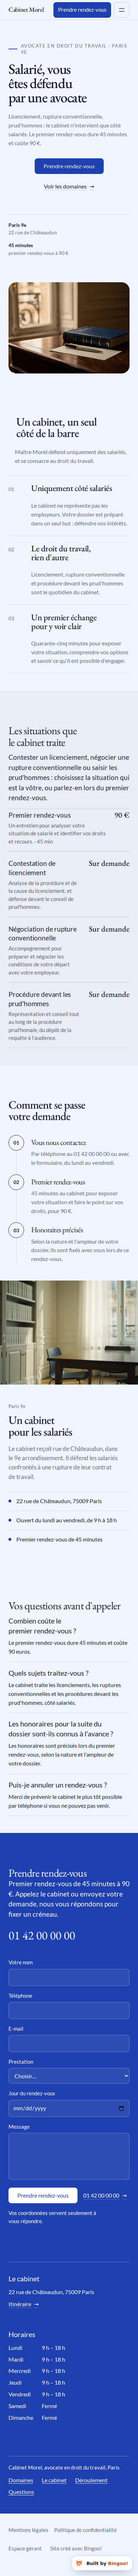 Cabinet Morel
Prendre rendez-vous
AVOCATE EN DROIT DU TRAVAIL · PARIS
9E
Salarié, vous
êtes défendu
par une avocate
Licenciement, rupture conventionnelle,
prud'hommes : le cabinet n'intervient que côté
salariés. Le premier rendez-vous dure 45 minutes
et coûte 90 €.
Prendre rendez-vous
Voir les domaines →
Paris 9e
22 rue de Châteaudun
45 minutes
premier rendez-vous à 90 €
Un cabinet, un seul
côté de la barre
Maître Morel défend uniquement des salariés,
et se consacre au droit du travail.
01
Uniquement côté salariés
Le cabinet ne représente pas les
employeurs. Votre dossier est préparé
dans un seul but : défendre vos intérêts.
02
Le droit du travail,
rien d'autre
Licenciement, rupture conventionnelle
et procédure devant les prud'hommes
sont le quotidien du cabinet.
03
Un premier échange
pour y voir clair
Quarante-cinq minutes pour exposer
votre situation, comprendre vos options
et savoir ce qu'il est possible d'engager.
Les situations que
le cabinet traite
Contester un licenciement, négocier une
rupture conventionnelle ou saisir les
prud'hommes : choisissez la situation qui
est la vôtre, ou parlez-en lors du premier
rendez-vous.
Premier rendez-vous
90 €
Un entretien pour analyser votre
situation de salarié et identifier vos droits
et recours. · 45 min
Contestation de
licenciement
Sur demande
Analyse de la procédure et de
la cause du licenciement, et
défense devant le conseil de
prud'hommes.
Négociation de rupture
conventionnelle
Sur demande
Accompagnement pour
préparer et négocier les
conditions de votre départ
avec votre employeur.
Procédure devant les
prud'hommes
Sur demande
Représentation et conseil tout
au long de la procédure
prud'homale, du dépôt de la
requête à l'audience.
Comment se passe
votre demande
01
Vous nous contactez
Par téléphone au 01 42 00 00 00 ou avec
le formulaire, du lundi au vendredi.
02
Premier rendez-vous
45 minutes au cabinet pour exposer
votre situation et faire le point sur vos
droits, pour 90 €.
03
Honoraires précisés
Selon la nature et l'ampleur de votre
dossier, ils sont fixés avec vous lors de ce
rendez-vous.
Paris 9e
Un cabinet
pour les salariés
Le cabinet reçoit rue de Châteaudun, dans
le 9e arrondissement. Il défend les salariés
confrontés à une rupture de leur contrat
de travail.
22 rue de Châteaudun, 75009 Paris
Ouvert du lundi au vendredi, de 9 h à 18 h
Premier rendez-vous de 45 minutes
Vos questions avant d'appeler
Combien coûte le
premier rendez-vous ?
Le premier rendez-vous dure 45 minutes et coûte
90 euros.
Quels sujets traitez-vous ?
Le cabinet traite les licenciements, les ruptures
conventionnelles et les procédures devant les
prud'hommes, côté salariés.
Les honoraires pour la suite du
dossier sont-ils connus à l'avance ?
Les honoraires sont précisés lors du premier
rendez-vous, selon la nature et l'ampleur de votre
dossier.
Puis-je annuler un rendez-vous ?
Merci de prévenir le cabinet le plus tôt possible
par téléphone si vous ne pouvez pas venir.
Prendre rendez-vous
Premier rendez-vous de 45 minutes à 90
€. Appelez le cabinet ou envoyez votre
demande, nous vous répondons pour
fixer un créneau.
01 42 00 00 00
Votre nom
Téléphone
E-mail
Prestation
Choisir...
Jour du rendez-vous
mm/dd/yyyy
Message
Prendre rendez-vous
01 42 00 00 00 →
Vos coordonnées servent seulement à
vous répondre.
Le cabinet
22 rue de Châteaudun, 75009 Paris
Itinéraire →
Horaires
Lundi 9 h – 18 h
Mardi 9 h – 18 h
Mercredi 9 h – 18 h
Jeudi 9 h – 18 h
Vendredi 9 h – 18 h
Samedi Fermé
Dimanche Fermé
Cabinet Morel, avocate en droit du travail, Paris
Domaines
Le cabinet
Déroulement
Questions
Mentions légales
Politique de confidentialité
Espace gérant
Site créé avec Bingoo!
Built by Bingoo!